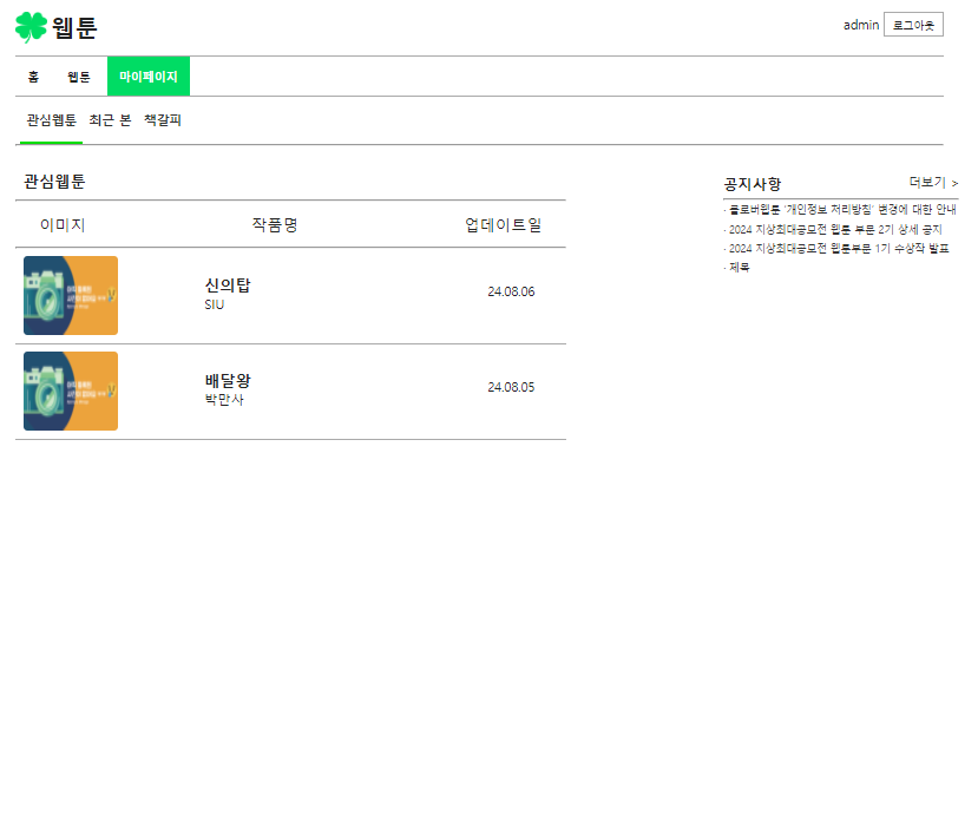 웹툰
admin 로그아웃
홈 웹툰 마이페이지
관심웹툰 최근 본 책갈피
관심웹툰
이미지 작품명 업데이트일
신의탑
SIU
24.08.06
배달왕
박만사
24.08.05
공지사항 더보기 >
· 클로버웹툰 '개인정보 처리방침' 변경에 대한 안내
· 2024 지상최대공모전 웹툰 부문 2기 상세 공지
· 2024 지상최대공모전 웹툰부문 1기 수상작 발표
· 제목